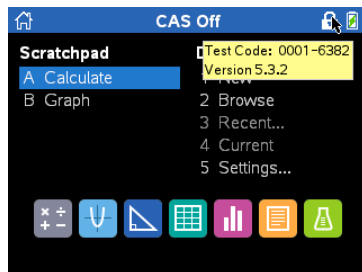 CAS Off
Scratchpad
A Calculate
B Graph
Test Code: 0001-6382
Version 5.3.2
2 Browse
3 Recent...
4 Current
5 Settings...